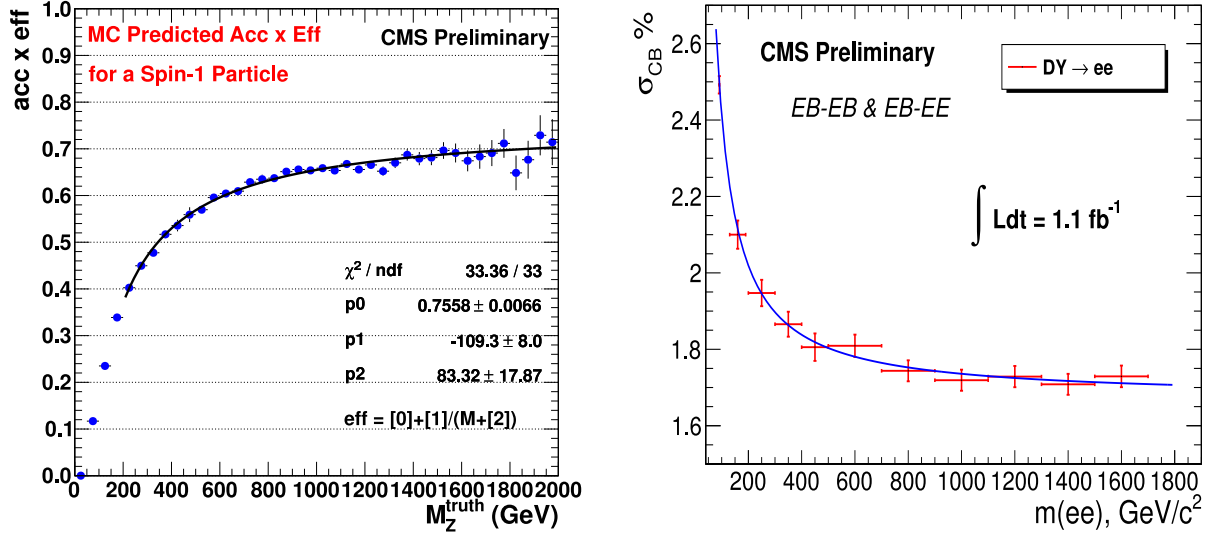 MC Predicted Acc x Eff
for a Spin-1 Particle
CMS Preliminary
acc x eff
1.0
0.9
0.8
0.7
0.6
0.5
0.4
0.3
0.2
0.1
0.0
χ² / ndf 33.36 / 33
p0 0.7558 ± 0.0066
p1 -109.3 ± 8.0
p2 83.32 ± 17.87
eff = [0]+[1]/(M+[2])
0 200 400 600 800 1000 1200 1400 1600 1800 2000
M_Z^truth (GeV)
σ_CB %
2.6
2.4
2.2
2
1.8
1.6
CMS Preliminary
DY → ee
EB-EB & EB-EE
∫ Ldt = 1.1 fb⁻¹
200 400 600 800 1000 1200 1400 1600 1800
m(ee), GeV/c²